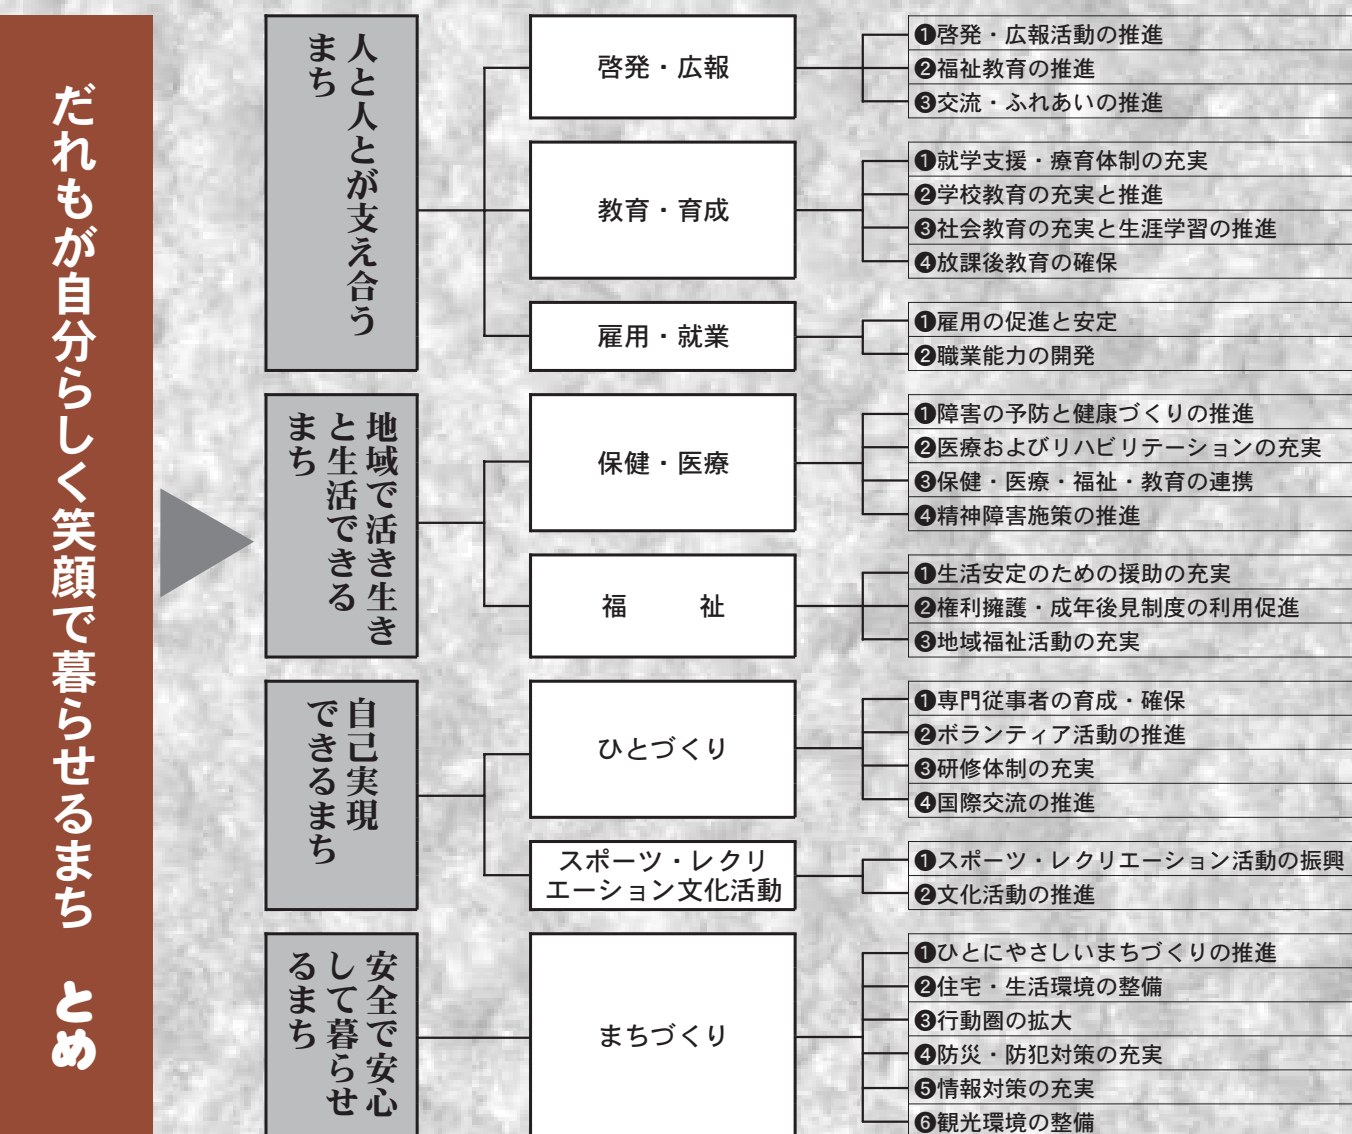 だれもが自分らしく笑顔で暮らせるまち　とめ
人と人とが支え合う
まち
啓発・広報
❶啓発・広報活動の推進
❷福祉教育の推進
❸交流・ふれあいの推進
教育・育成
❶就学支援・療育体制の充実
❷学校教育の充実と推進
❸社会教育の充実と生涯学習の推進
❹放課後教育の確保
雇用・就業
❶雇用の促進と安定
❷職業能力の開発
地域で活き生き
と生活できる
まち
保健・医療
❶障害の予防と健康づくりの推進
❷医療およびリハビリテーションの充実
❸保健・医療・福祉・教育の連携
❹精神障害施策の推進
福　祉
❶生活安定のための援助の充実
❷権利擁護・成年後見制度の利用促進
❸地域福祉活動の充実
自己実現
できるまち
ひとづくり
❶専門従事者の育成・確保
❷ボランティア活動の推進
❸研修体制の充実
❹国際交流の推進
スポーツ・レクリ
エーション文化活動
❶スポーツ・レクリエーション活動の振興
❷文化活動の推進
安全で安心
して暮らせ
るまち
まちづくり
❶ひとにやさしいまちづくりの推進
❷住宅・生活環境の整備
❸行動圏の拡大
❹防災・防犯対策の充実
❺情報対策の充実
❻観光環境の整備